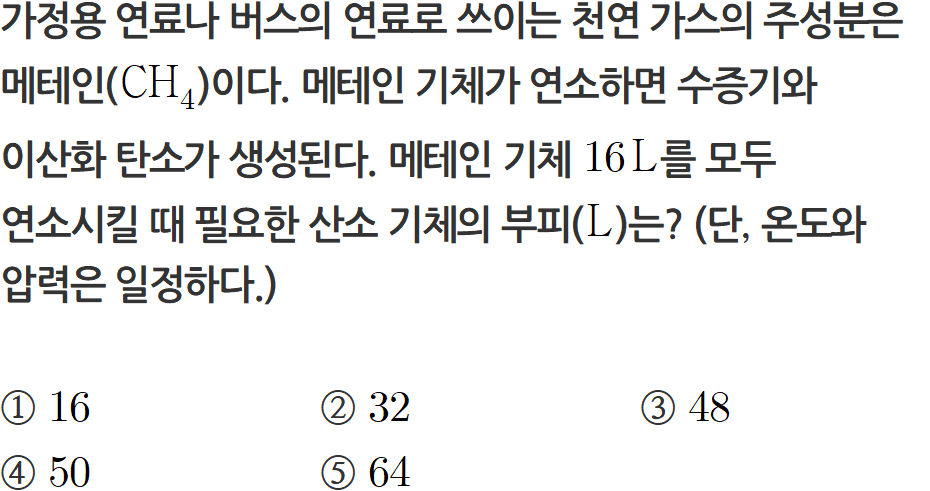 가정용 연료나 버스의 연료로 쓰이는 천연 가스의 주성분은
메테인(CH₄)이다. 메테인 기체가 연소하면 수증기와
이산화 탄소가 생성된다. 메테인 기체 16 L를 모두
연소시킬 때 필요한 산소 기체의 부피(L)는? (단, 온도와
압력은 일정하다.)
① 16 ② 32 ③ 48
④ 50 ⑤ 64